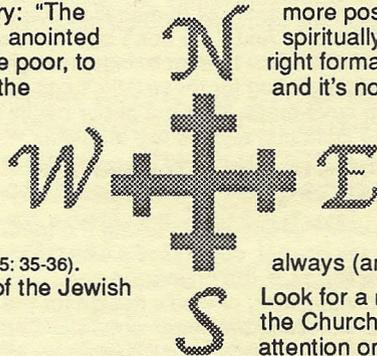 ry: “The
anointed
e poor, to
the
N
more pos
spiritually
right forma
and it's no
W
E
5: 35-36).
of the Jewish
S
always (ar
Look for a
the Church
attention or